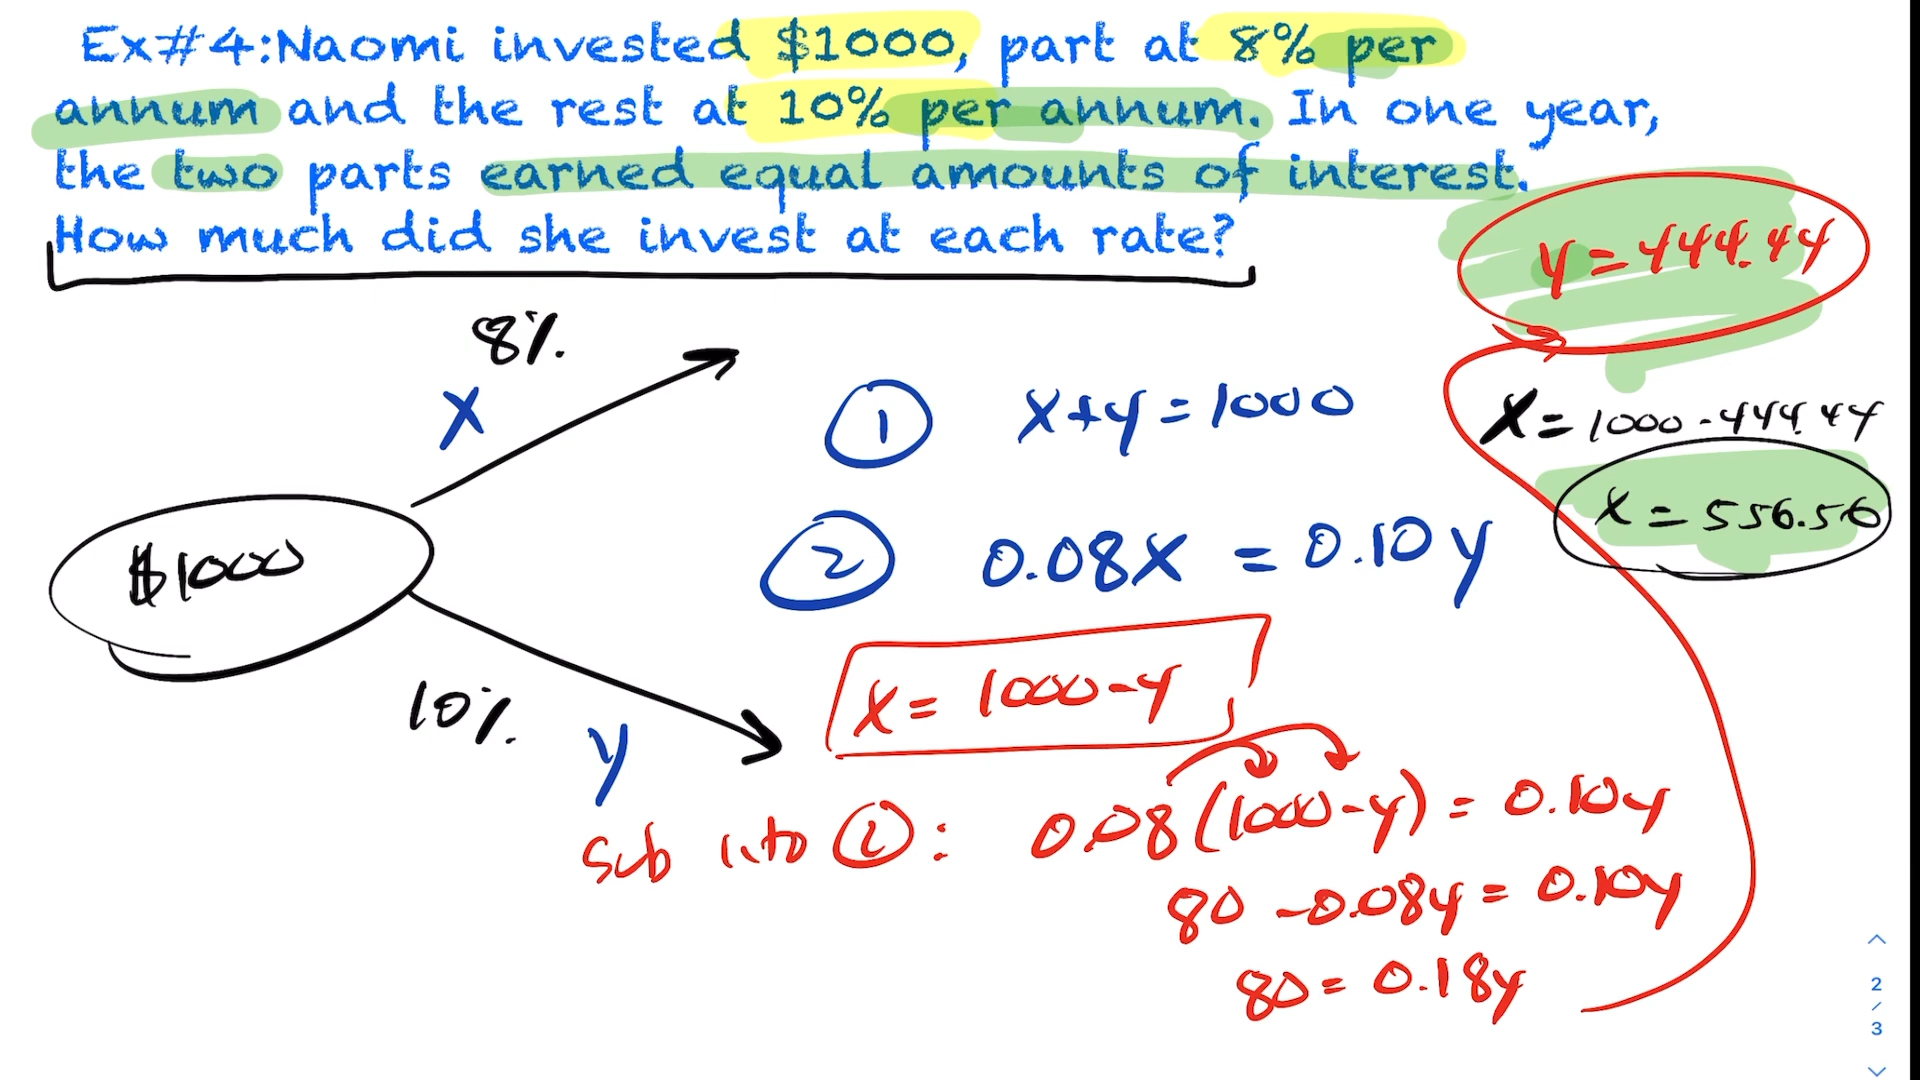 Ex#4:Naomi invested $1000, part at 8% per
annum and the rest at 10% per annum. In one year,
the two parts earned equal amounts of interest.
How much did she invest at each rate?
y = 444.44
8%.
x
① x+y = 1000
x = 1000 - 444.44
$1000
② 0.08x = 0.10y
x = 556.56
x = 1000-y
10%.
y
Sub into ②: 0.08(1000-y) = 0.10y
80 -0.08y = 0.10y
80 = 0.18y
2
/
3